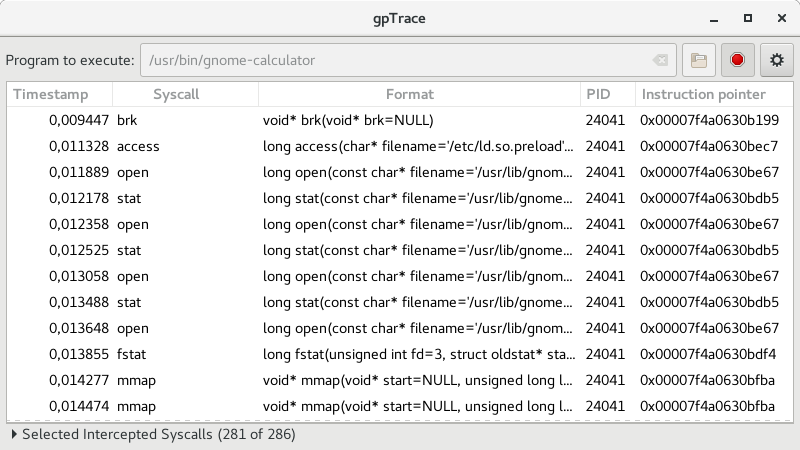 gpTrace
Program to execute: /usr/bin/gnome-calculator
Timestamp Syscall Format PID Instruction pointer
0,009447 brk void* brk(void* brk=NULL) 24041 0x00007f4a0630b199
0,011328 access long access(char* filename='/etc/ld.so.preload'... 24041 0x00007f4a0630bec7
0,011889 open long open(const char* filename='/usr/lib/gnom... 24041 0x00007f4a0630be67
0,012178 stat long stat(const char* filename='/usr/lib/gnome... 24041 0x00007f4a0630bdb5
0,012358 open long open(const char* filename='/usr/lib/gnom... 24041 0x00007f4a0630be67
0,012525 stat long stat(const char* filename='/usr/lib/gnome... 24041 0x00007f4a0630bdb5
0,013058 open long open(const char* filename='/usr/lib/gnom... 24041 0x00007f4a0630be67
0,013488 stat long stat(const char* filename='/usr/lib/gnome... 24041 0x00007f4a0630bdb5
0,013648 open long open(const char* filename='/usr/lib/gnom... 24041 0x00007f4a0630be67
0,013855 fstat long fstat(unsigned int fd=3, struct oldstat* sta... 24041 0x00007f4a0630bdf4
0,014277 mmap void* mmap(void* start=NULL, unsigned long l... 24041 0x00007f4a0630bfba
0,014474 mmap void* mmap(void* start=NULL, unsigned long l... 24041 0x00007f4a0630bfba
Selected Intercepted Syscalls (281 of 286)